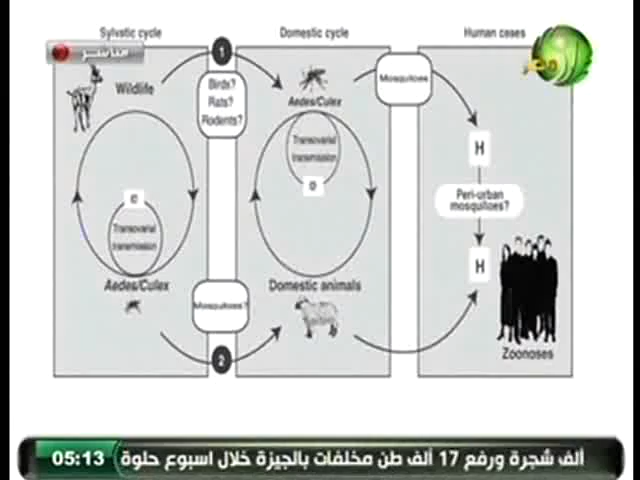 Sylvatic cycle
Domestic cycle
Human cases
مباشر
مصر
1
Wildlife
Birds?
Rats?
Rodents?
Aedes/Culex
Mosquitoes
Transovarial
transmission
H
Peri-urban
mosquitoes?
Transovarial
transmission
H
Aedes/Culex
Mosquitoes?
Domestic animals
2
Zoonoses
ألف شجرة ورفع 17 ألف طن مخلفات بالجيزة خلال اسبوع حلوة
05:13